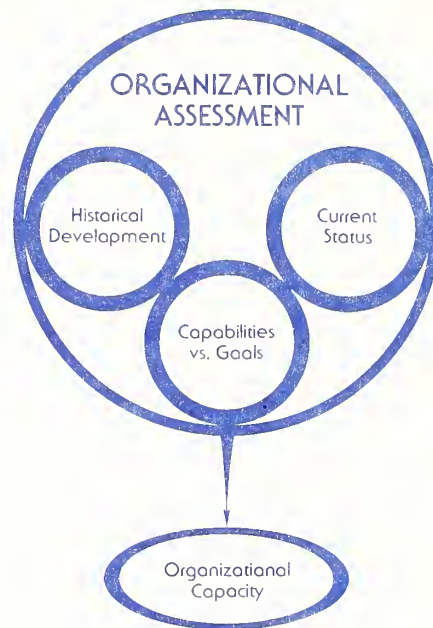 ORGANIZATIONAL
ASSESSMENT
Historical
Development
Current
Status
Capabilities
vs. Goals
Organizational
Capacity